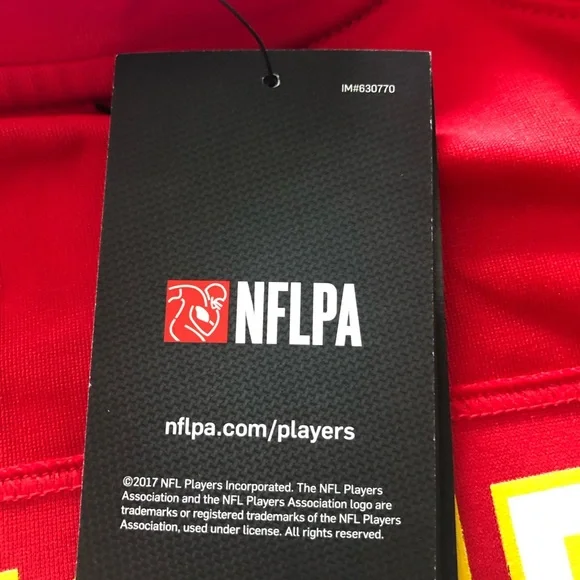 IM#630770
NFLPA
nflpa.com/players
©2017 NFL Players Incorporated. The NFL Players
Association and the NFL Players Association logo are
trademarks or registered trademarks of the NFL Players
Association, used under license. All rights reserved.